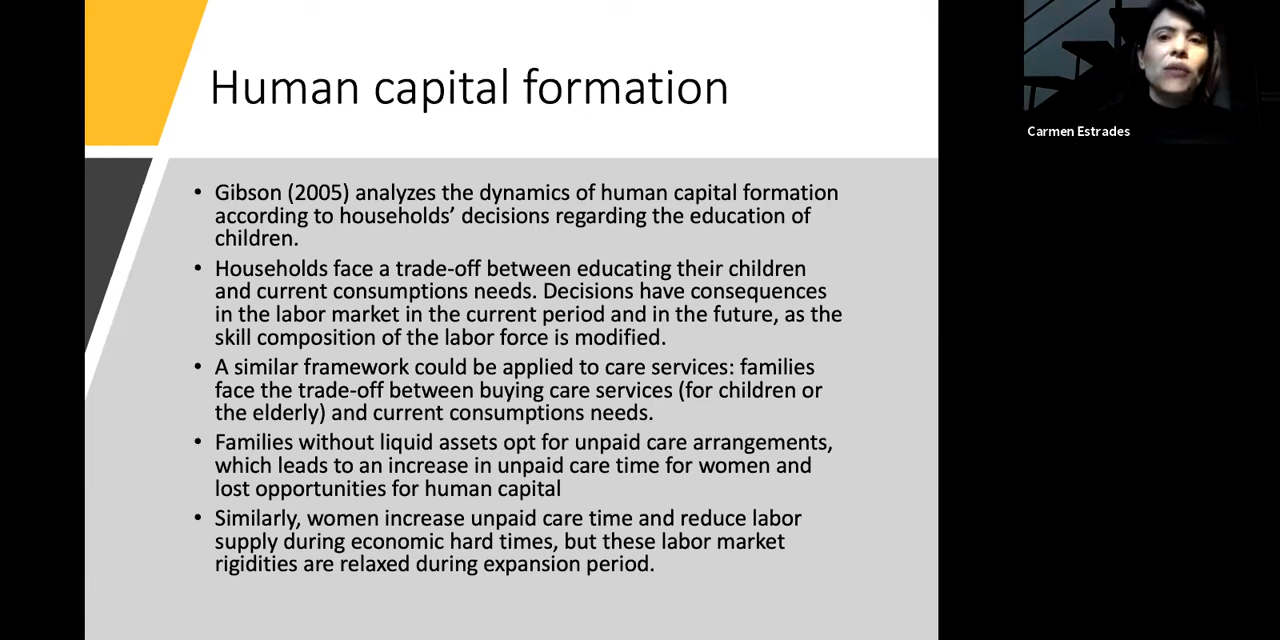 Human capital formation
• Gibson (2005) analyzes the dynamics of human capital formation
according to households’ decisions regarding the education of
children.
• Households face a trade-off between educating their children
and current consumptions needs. Decisions have consequences
in the labor market in the current period and in the future, as the
skill composition of the labor force is modified.
• A similar framework could be applied to care services: families
face the trade-off between buying care services (for children or
the elderly) and current consumptions needs.
• Families without liquid assets opt for unpaid care arrangements,
which leads to an increase in unpaid care time for women and
lost opportunities for human capital
• Similarly, women increase unpaid care time and reduce labor
supply during economic hard times, but these labor market
rigidities are relaxed during expansion period.
Carmen Estrades